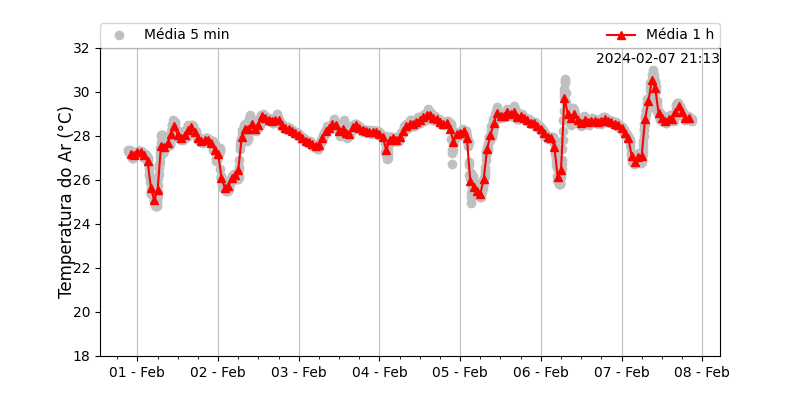 Média 5 min
Média 1 h
2024-02-07 21:13
Temperatura do Ar (°C)
32
30
28
26
24
22
20
18
01 - Feb
02 - Feb
03 - Feb
04 - Feb
05 - Feb
06 - Feb
07 - Feb
08 - Feb